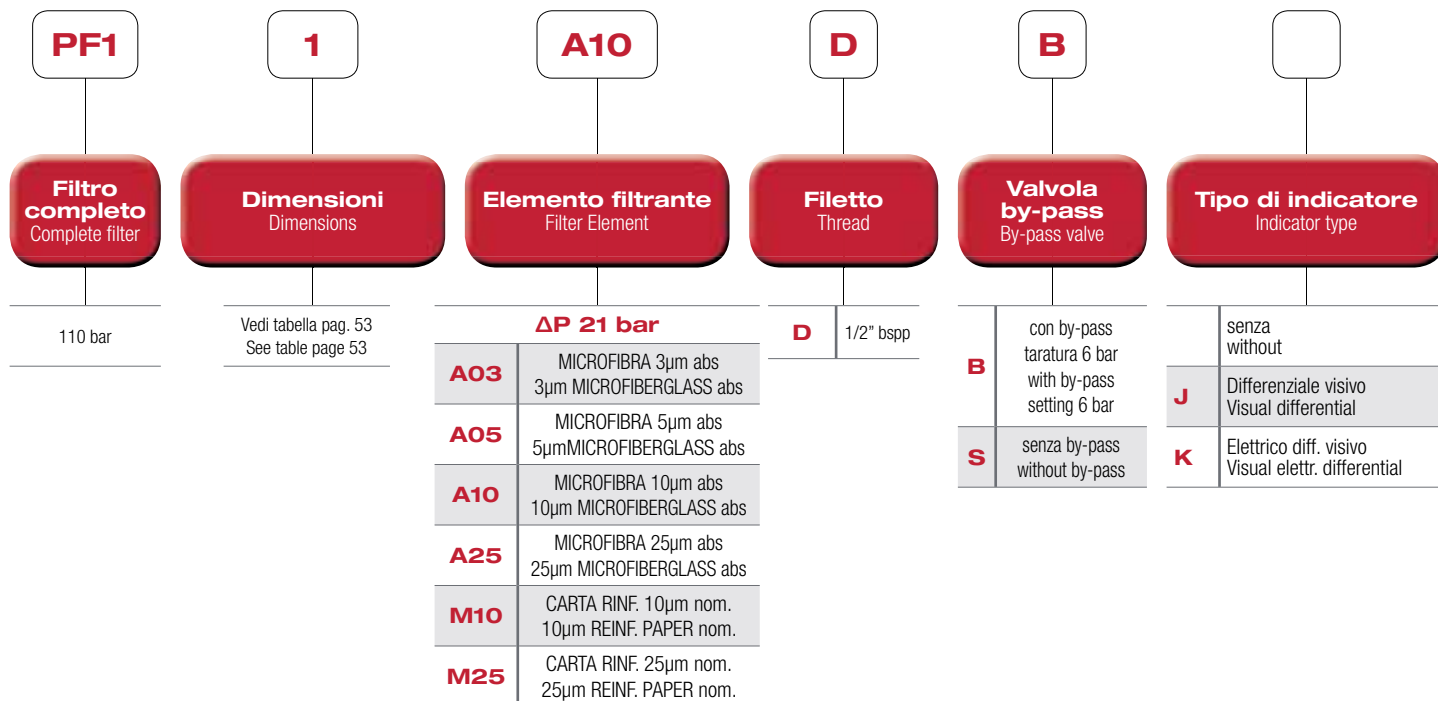 PF1
1
A10
D
B
Filtro
completo
Complete filter
Dimensioni
Dimensions
Elemento filtrante
Filter Element
Filetto
Thread
Valvola
by-pass
By-pass valve
Tipo di indicatore
Indicator type
110 bar
Vedi tabella pag. 53
See table page 53
ΔP 21 bar
A03
MICROFIBRA 3µm abs
3µm MICROFIBERGLASS abs
A05
MICROFIBRA 5µm abs
5µmMICROFIBERGLASS abs
A10
MICROFIBRA 10µm abs
10µm MICROFIBERGLASS abs
A25
MICROFIBRA 25µm abs
25µm MICROFIBERGLASS abs
M10
CARTA RINF. 10µm nom.
10µm REINF. PAPER nom.
M25
CARTA RINF. 25µm nom.
25µm REINF. PAPER nom.
D
1/2” bspp
B
con by-pass
taratura 6 bar
with by-pass
setting 6 bar
S
senza by-pass
without by-pass
senza
without
J
Differenziale visivo
Visual differential
K
Elettrico diff. visivo
Visual elettr. differential